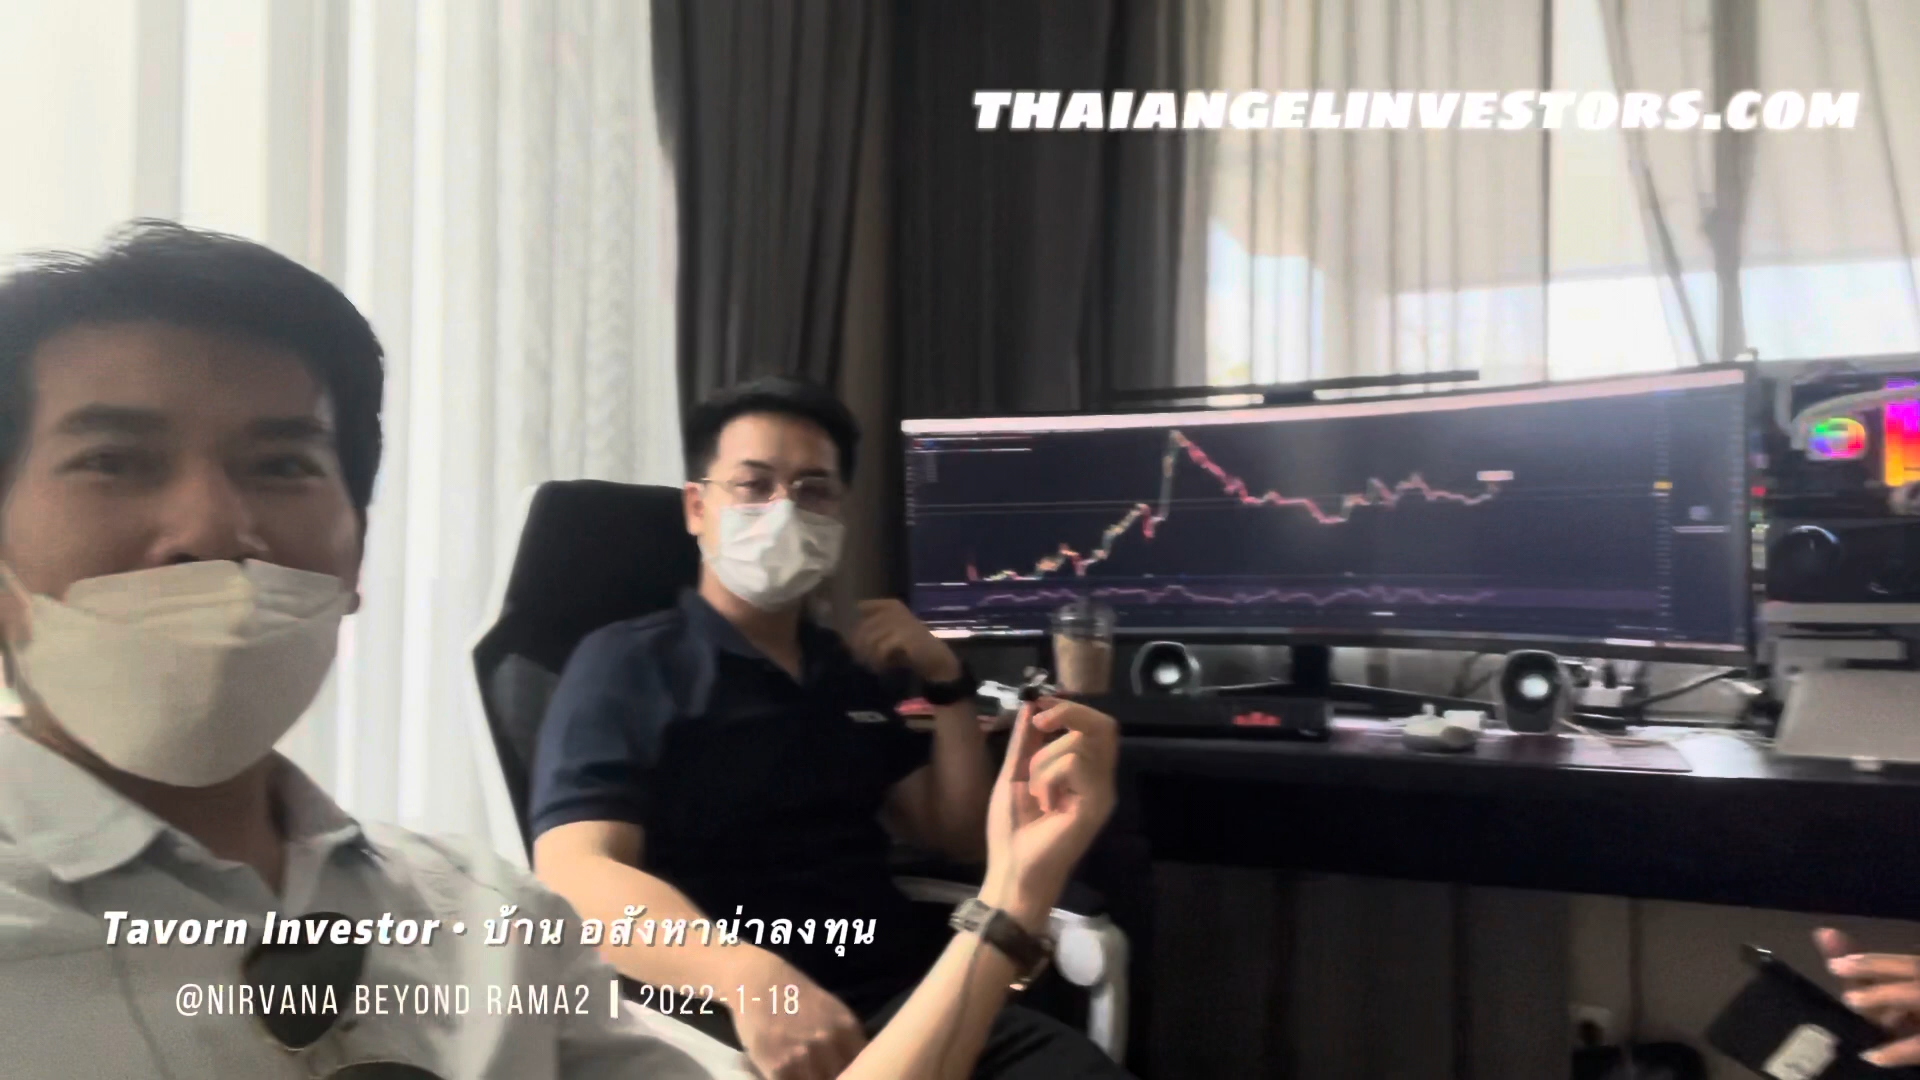 THAIANGELINVESTORS.COM
Tavorn Investor • บ้าน อสังหาน่าลงทุน
@NIRVANA BEYOND RAMA2 | 2022-1-18